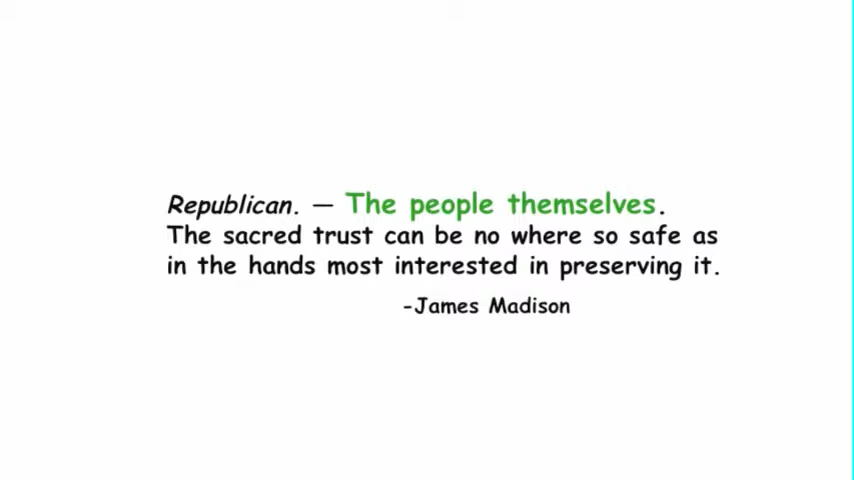 Republican. — The people themselves.
The sacred trust can be no where so safe as
in the hands most interested in preserving it.
-James Madison